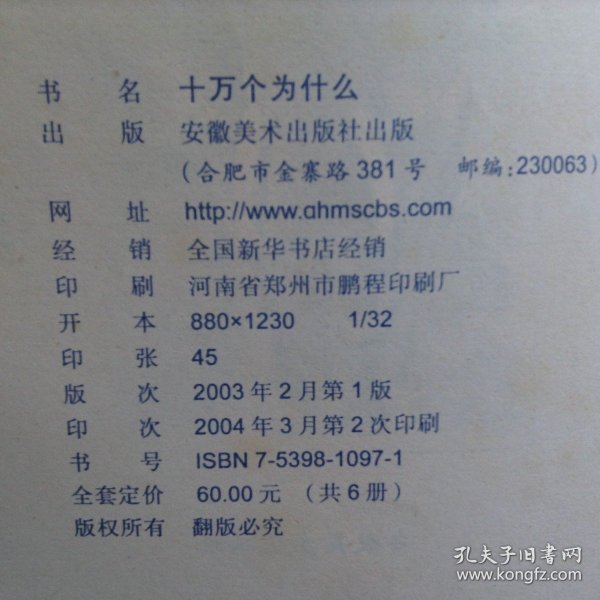 书 名 十万个为什么
出 版 安徽美术出版社出版
(合肥市金寨路381号 邮编:230063)
网 址 http://www.ahmscbs.com
经 销 全国新华书店经销
印 刷 河南省郑州市鹏程印刷厂
开 本 880×1230 1/32
印 张 45
版 次 2003年2月第1版
印 次 2004年3月第2次印刷
书 号 ISBN 7-5398-1097-1
全套定价 60.00元 (共6册)
版权所有 翻版必究
孔夫子旧书网
www.kongfz.com